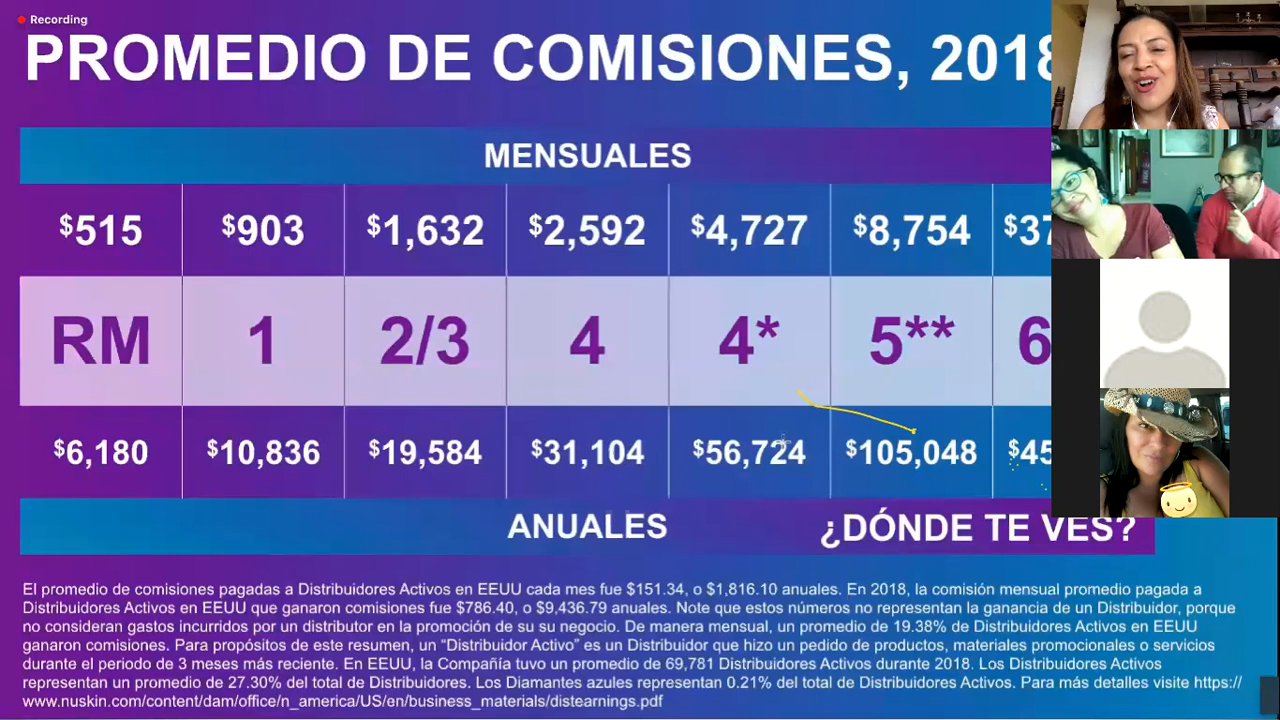 Recording
PROMEDIO DE COMISIONES, 2018
MENSUALES
$515 $903 $1,632 $2,592 $4,727 $8,754 $37
RM 1 2/3 4 4* 5** 6
$6,180 $10,836 $19,584 $31,104 $56,724 $105,048 $45
ANUALES ¿DÓNDE TE VES?
El promedio de comisiones pagadas a Distribuidores Activos en EEUU cada mes fue $151.34, o $1,816.10 anuales. En 2018, la comisión mensual promedio pagada a
Distribuidores Activos en EEUU que ganaron comisiones fue $786.40, o $9,436.79 anuales. Note que estos números no representan la ganancia de un Distribuidor, porque
no consideran gastos incurridos por un distributor en la promoción de su su negocio. De manera mensual, un promedio de 19.38% de Distribuidores Activos en EEUU
ganaron comisiones. Para propósitos de este resumen, un “Distribuidor Activo” es un Distribuidor que hizo un pedido de productos, materiales promocionales o servicios
durante el periodo de 3 meses más reciente. En EEUU, la Compañía tuvo un promedio de 69,781 Distribuidores Activos durante 2018. Los Distribuidores Activos
representan un promedio de 27.30% del total de Distribuidores. Los Diamantes azules representan 0.21% del total de Distribuidores Activos. Para más detalles visite https://
www.nuskin.com/content/dam/office/n_america/US/en/business_materials/distearnings.pdf